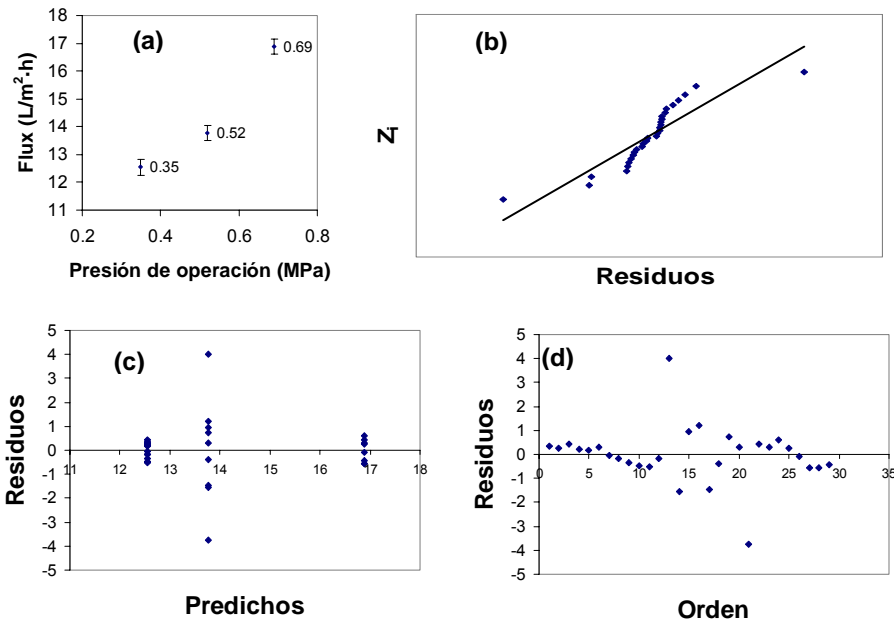 (a)
Flux (L/m²·h)
18
17
16
15
14
13
12
11
0.69
0.52
0.35
0.2 0.4 0.6 0.8
Presión de operación (MPa)
(b)
Zi
Residuos
(c)
Residuos
5
4
3
2
1
0
-1
-2
-3
-4
-5
11 12 13 14 15 16 17 18
Predichos
(d)
Residuos
5
4
3
2
1
0
-1
-2
-3
-4
-5
0 5 10 15 20 25 30 35
Orden